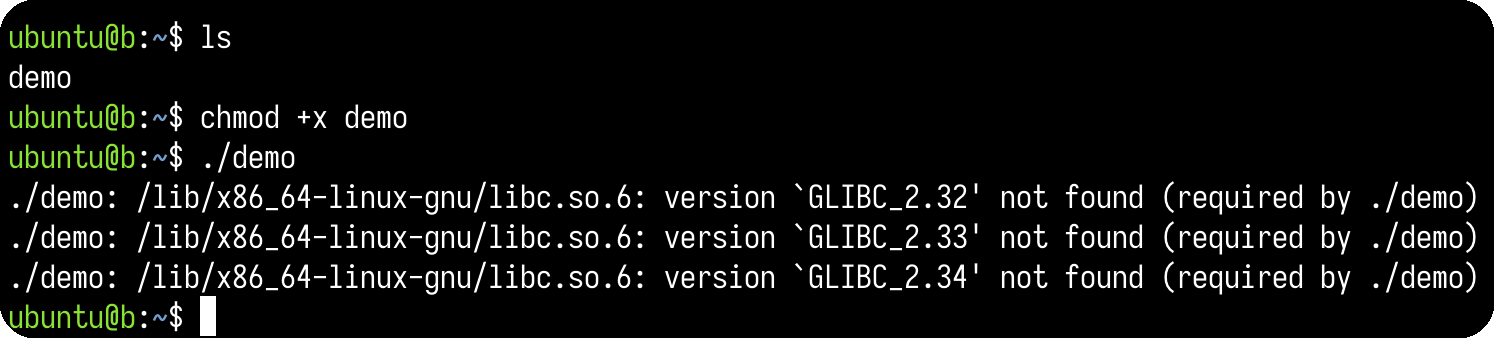 ubuntu@b:~$ ls
demo
ubuntu@b:~$ chmod +x demo
ubuntu@b:~$ ./demo
./demo: /lib/x86_64-linux-gnu/libc.so.6: version `GLIBC_2.32' not found (required by ./demo)
./demo: /lib/x86_64-linux-gnu/libc.so.6: version `GLIBC_2.33' not found (required by ./demo)
./demo: /lib/x86_64-linux-gnu/libc.so.6: version `GLIBC_2.34' not found (required by ./demo)
ubuntu@b:~$